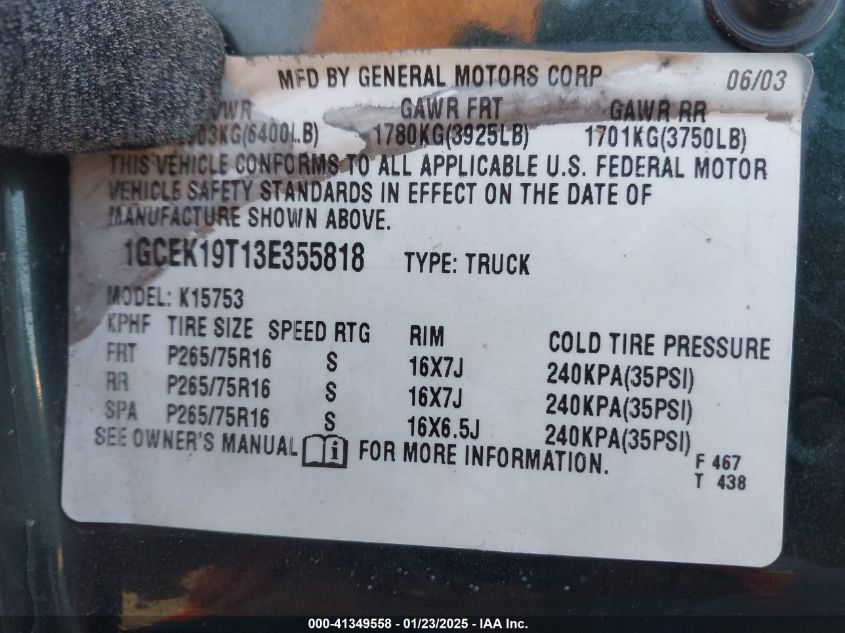 MFD BY GENERAL MOTORS CORP 06/03
GAWR FRT GAWR RR
(6400LB) 1780KG(3925LB) 1701KG(3750LB)
THIS VEHICLE CONFORMS TO ALL APPLICABLE U.S. FEDERAL MOTOR
VEHICLE SAFETY STANDARDS IN EFFECT ON THE DATE OF
MANUFACTURE SHOWN ABOVE.
1GCEK19T13E355818 TYPE: TRUCK
MODEL: K15753
KPHF TIRE SIZE SPEED RTG RIM COLD TIRE PRESSURE
FRT P265/75R16 S 16X7J 240KPA(35PSI)
RR P265/75R16 S 16X7J 240KPA(35PSI)
SPA P265/75R16 S 16X6.5J 240KPA(35PSI)
SEE OWNER'S MANUAL i FOR MORE INFORMATION.
F 467
T 438
000-41349558 - 01/23/2025 - IAA Inc.